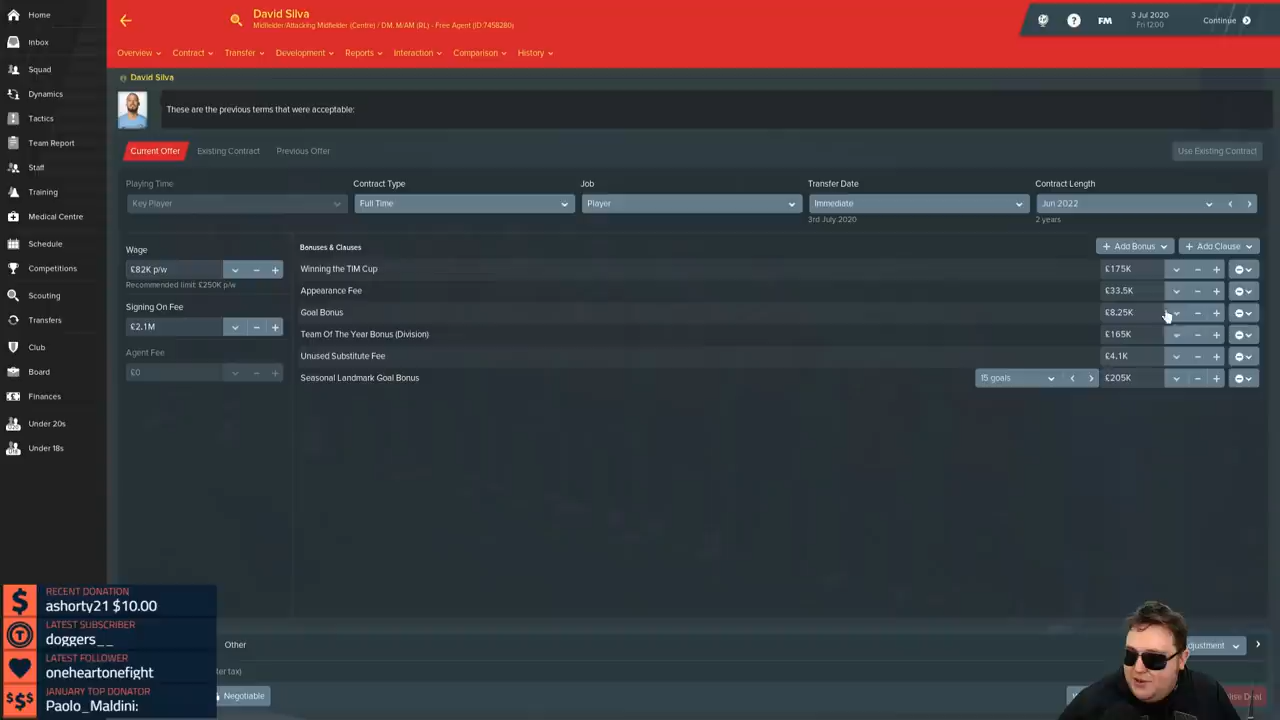 David Silva
Midfielder/Attacking Midfielder (Centre) / DM, M/AM (RL) - Free Agent (ID:7458280)
3 Jul 2020
Fri 12:00
Continue
FM
Overview
Contract
Transfer
Development
Reports
Interaction
Comparison
History
Home
Inbox
Squad
Dynamics
Tactics
Team Report
Staff
Training
Medical Centre
Schedule
Competitions
Scouting
Transfers
Club
Board
Finances
Under 20s
Under 18s
David Silva
These are the previous terms that were acceptable:
Current Offer
Existing Contract
Previous Offer
Use Existing Contract
Playing Time
Contract Type
Job
Transfer Date
Contract Length
Key Player
Full Time
Player
Immediate
Jun 2022
3rd July 2020
2 years
Wage
£82K p/w
Recommended limit: £250K p/w
Signing On Fee
£2.1M
Agent Fee
£0
Bonuses & Clauses
+ Add Bonus
+ Add Clause
Winning the TIM Cup £175K
Appearance Fee £33.5K
Goal Bonus £8.25K
Team Of The Year Bonus (Division) £165K
Unused Substitute Fee £4.1K
Seasonal Landmark Goal Bonus 15 goals £205K
Other
djustment
ter tax)
Negotiable
RECENT DONATION
ashorty21 $10.00
LATEST SUBSCRIBER
doggers__
LATEST FOLLOWER
oneheartonefight
JANUARY TOP DONATOR
Paolo_Maldini: